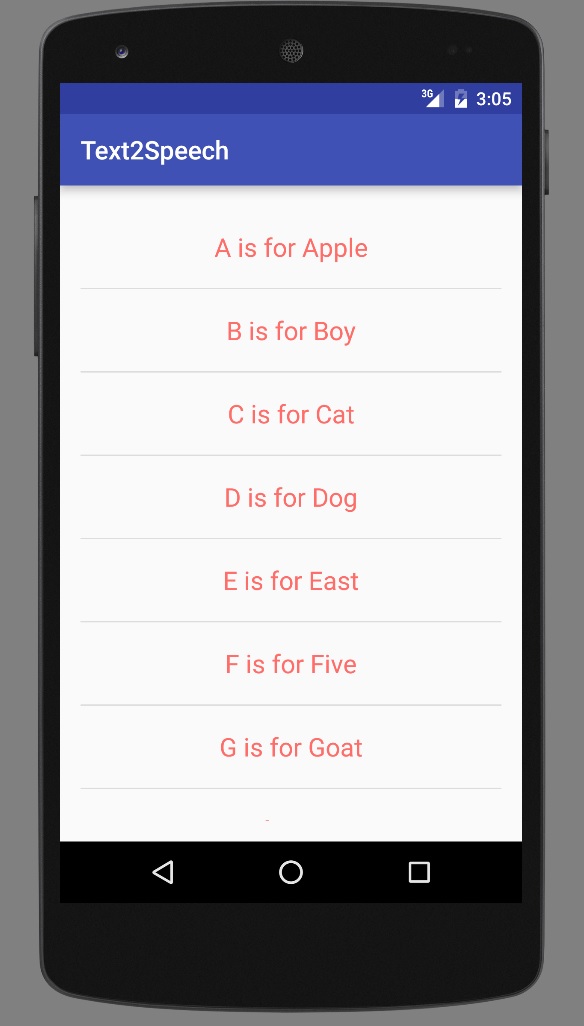 3G 3:05
Text2Speech
A is for Apple
B is for Boy
C is for Cat
D is for Dog
E is for East
F is for Five
G is for Goat